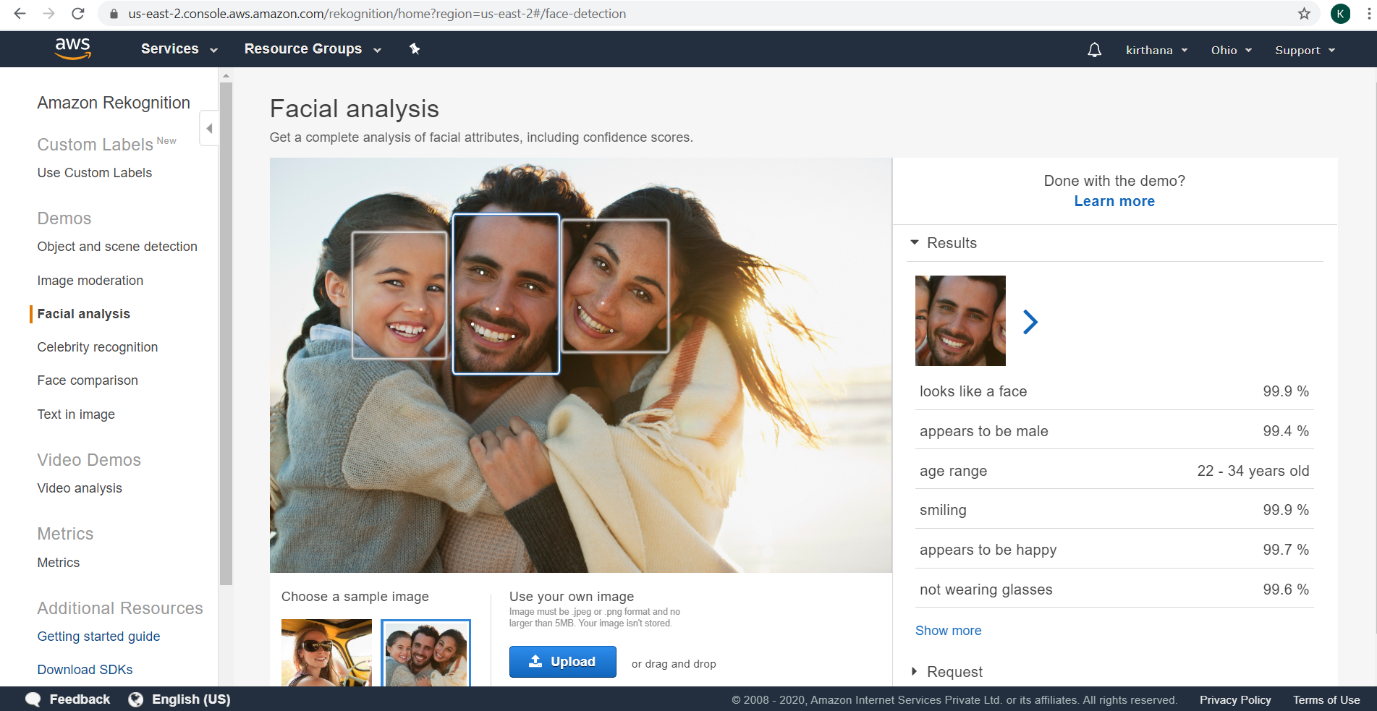 us-east-2.console.aws.amazon.com/rekognition/home?region=us-east-2#/face-detection
K
aws
Services
Resource Groups
kirthana
Ohio
Support
Amazon Rekognition
Custom Labels New
Use Custom Labels
Demos
Object and scene detection
Image moderation
Facial analysis
Celebrity recognition
Face comparison
Text in image
Video Demos
Video analysis
Metrics
Metrics
Additional Resources
Getting started guide
Download SDKs
Facial analysis
Get a complete analysis of facial attributes, including confidence scores.
Choose a sample image
Use your own image
Image must be .jpeg or .png format and no
larger than 5MB. Your image isn't stored.
Upload
or drag and drop
Done with the demo?
Learn more
Results
looks like a face 99.9 %
appears to be male 99.4 %
age range 22 - 34 years old
smiling 99.9 %
appears to be happy 99.7 %
not wearing glasses 99.6 %
Show more
Request
Feedback
English (US)
© 2008 - 2020, Amazon Internet Services Private Ltd. or its affiliates. All rights reserved.
Privacy Policy
Terms of Use